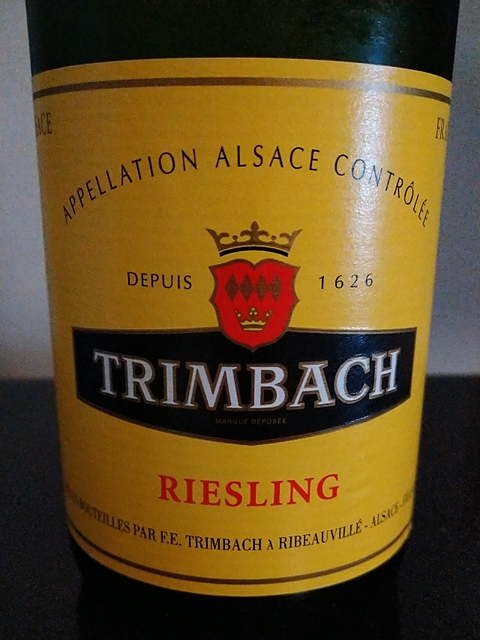 APPELLATION ALSACE CONTRÔLÉE
DEPUIS 1626
TRIMBACH
MARQUE DÉPOSÉE
RIESLING
BOUTEILLES PAR F.E. TRIMBACH A RIBEAUVILLÉ - ALSACE -